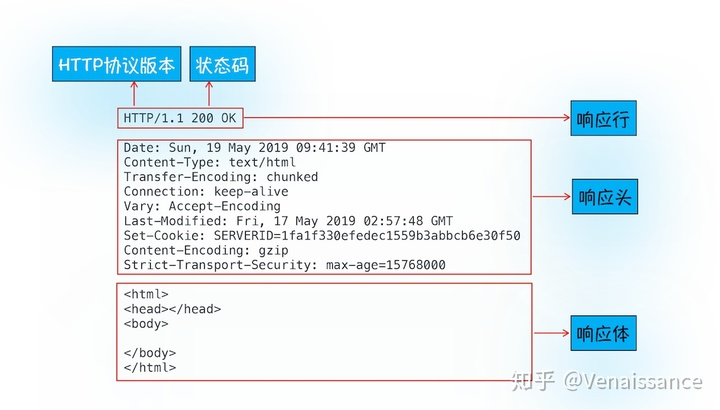 HTTP协议版本 状态码
HTTP/1.1 200 OK
响应行
Date: Sun, 19 May 2019 09:41:39 GMT
Content-Type: text/html
Transfer-Encoding: chunked
Connection: keep-alive
Vary: Accept-Encoding
Last-Modified: Fri, 17 May 2019 02:57:48 GMT
Set-Cookie: SERVERID=1fa1f330efedec1559b3abbcb6e30f50
Content-Encoding: gzip
Strict-Transport-Security: max-age=15768000
响应头
<html>
<head></head>
<body>
</body>
</html>
响应体
知乎 @Venaissance